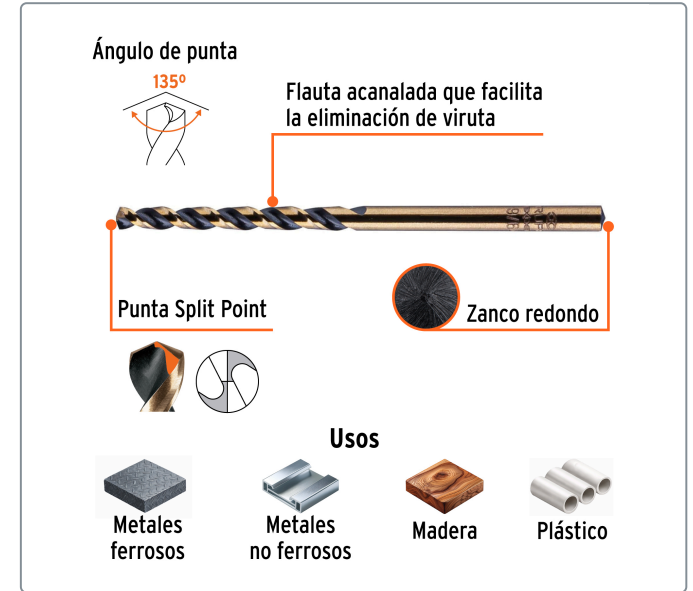 Ángulo de punta
135º
Flauta acanalada que facilita
la eliminación de viruta
Punta Split Point
Zanco redondo
Usos
Metales
ferrosos
Metales
no ferrosos
Madera
Plástico